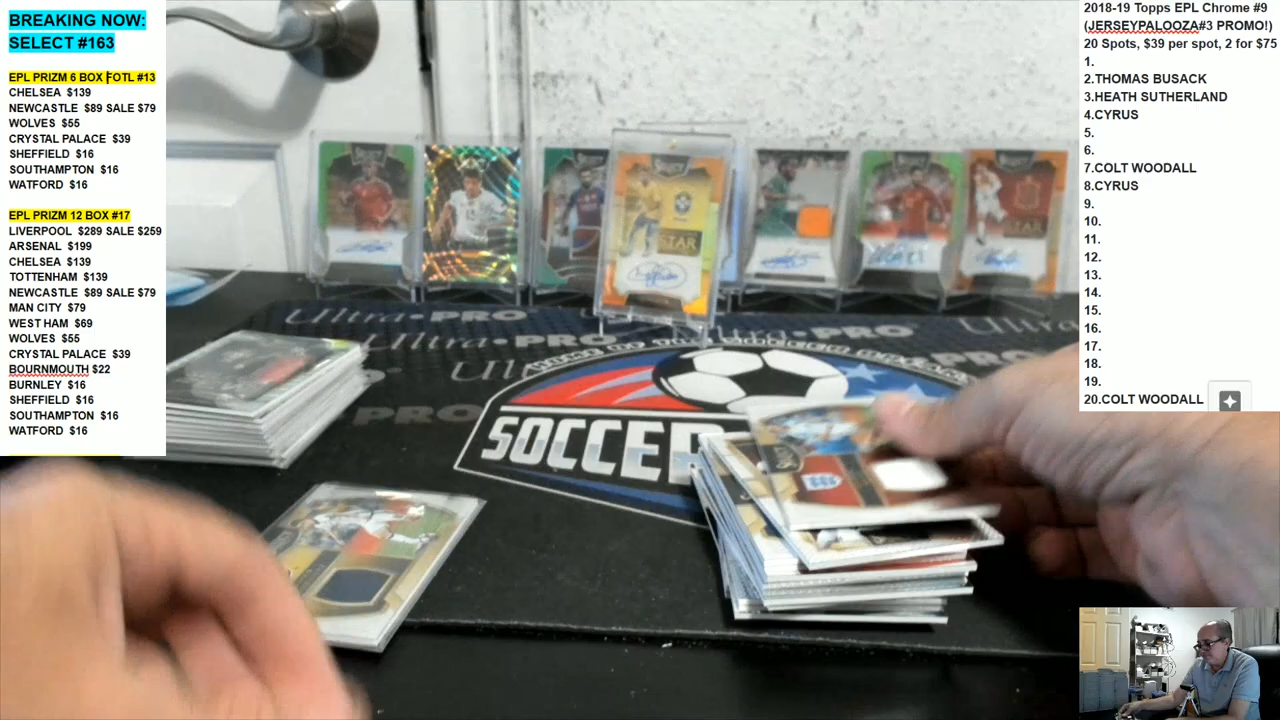 BREAKING NOW:
SELECT #163
EPL PRIZM 6 BOX FOTL #13
CHELSEA $139
NEWCASTLE $89 SALE $79
WOLVES $55
CRYSTAL PALACE $39
SHEFFIELD $16
SOUTHAMPTON $16
WATFORD $16
EPL PRIZM 12 BOX #17
LIVERPOOL $289 SALE $259
ARSENAL $199
CHELSEA $139
TOTTENHAM $139
NEWCASTLE $89 SALE $79
MAN CITY $79
WEST HAM $69
WOLVES $55
CRYSTAL PALACE $39
BOURNMOUTH $22
BURNLEY $16
SHEFFIELD $16
SOUTHAMPTON $16
WATFORD $16
2018-19 Topps EPL Chrome #9
(JERSEYPALOOZA#3 PROMO!)
20 Spots, $39 per spot, 2 for $75
1.
2.THOMAS BUSACK
3.HEATH SUTHERLAND
4.CYRUS
5.
6.
7.COLT WOODALL
8.CYRUS
9.
10.
11.
12.
13.
14.
15.
16.
17.
18.
19.
20.COLT WOODALL
STAR
Ultra•PRO
Ultra•PRO
Ultra•PRO
Ultra
PRO
SOCCER